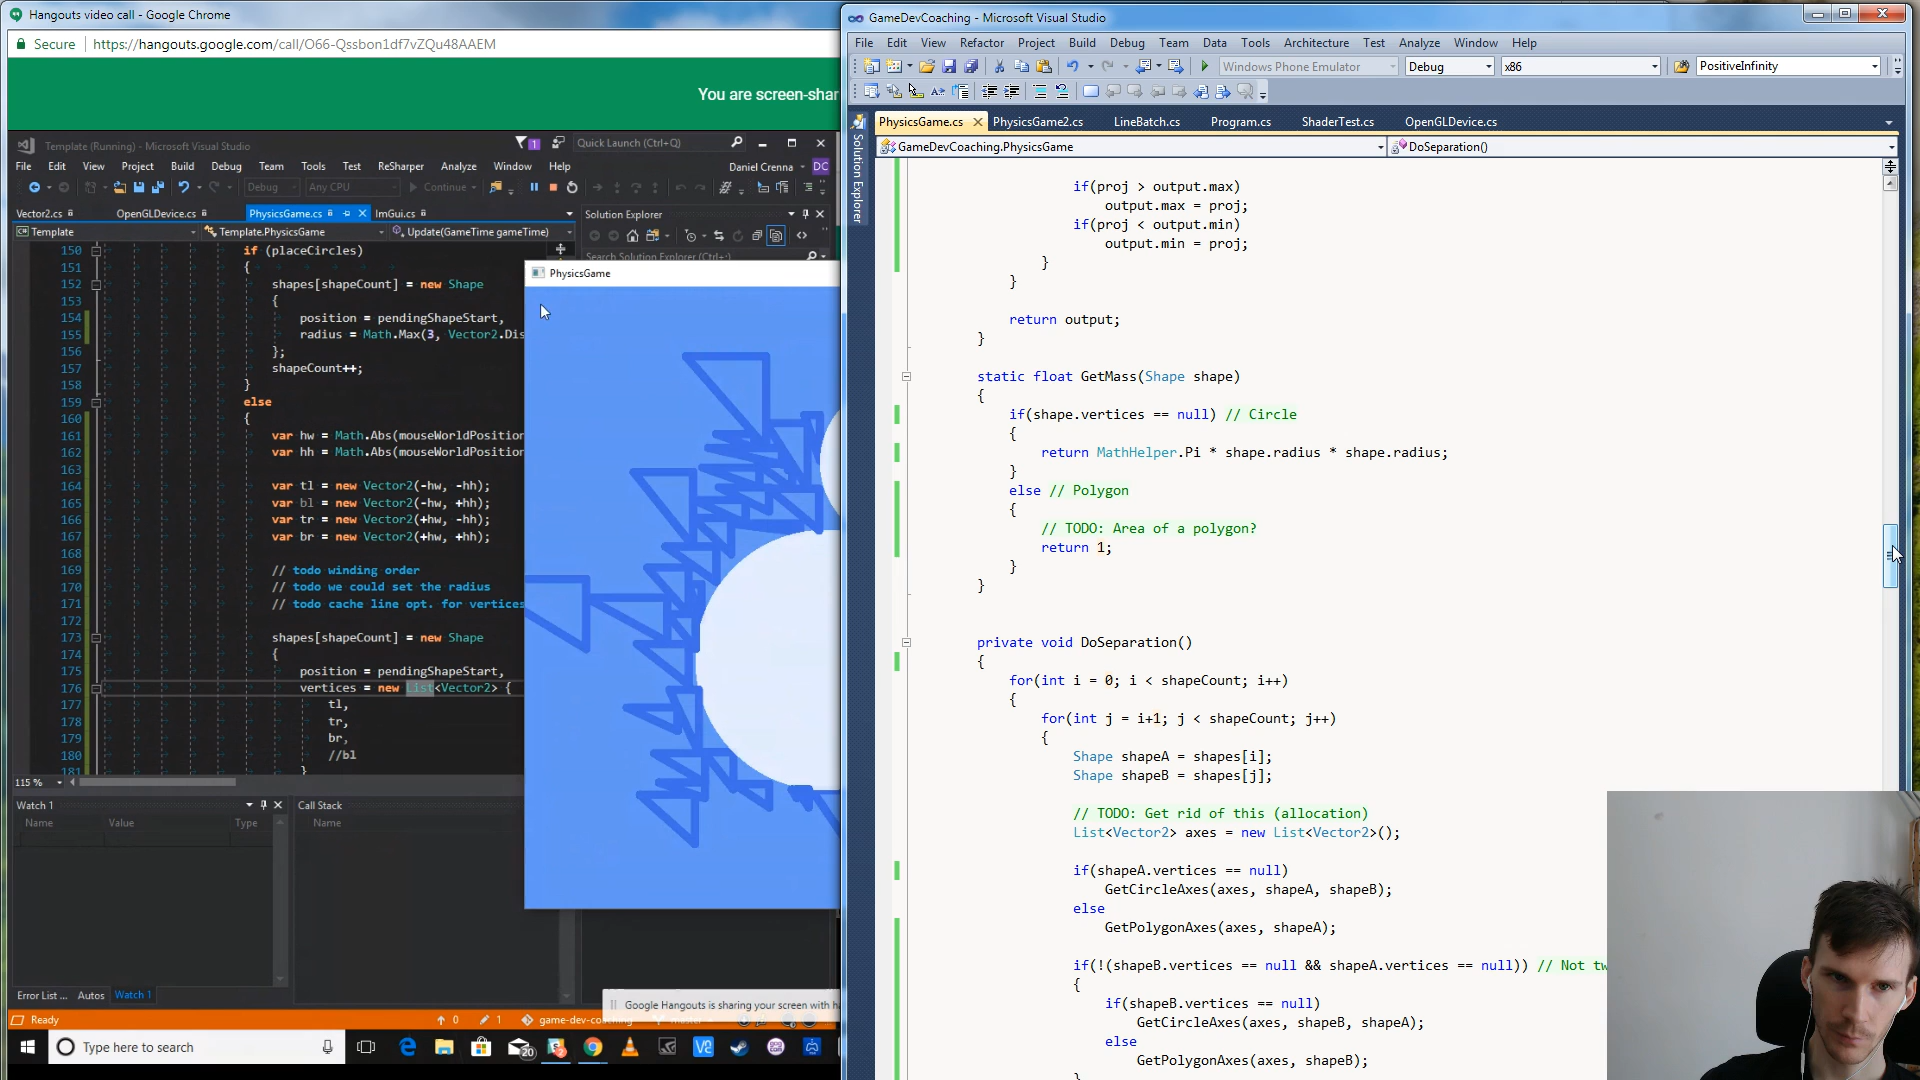 Hangouts video call - Google Chrome
Secure https://hangouts.google.com/call/O66-Qssbon1df7vZQu48AAEM
You are screen-shar
Template (Running) - Microsoft Visual Studio
1
Quick Launch (Ctrl+Q)
File Edit View Project Build Debug Team Tools Test ReSharper Analyze Window Help
Daniel Crenna DC
Debug Any CPU Continue
Vector2.cs OpenGLDevice.cs PhysicsGame.cs ImGui.cs
Template Template.PhysicsGame Update(GameTime gameTime)
Solution Explorer
Search Solution Explorer (Ctrl+;)
150 if (placeCircles)
151 {
152 shapes[shapeCount] = new Shape
153 {
154 position = pendingShapeStart,
155 radius = Math.Max(3, Vector2.Dis
156 };
157 shapeCount++;
158 }
159 else
160 {
161 var hw = Math.Abs(mouseWorldPosition
162 var hh = Math.Abs(mouseWorldPosition
163
164 var tl = new Vector2(-hw, -hh);
165 var bl = new Vector2(-hw, +hh);
166 var tr = new Vector2(+hw, -hh);
167 var br = new Vector2(+hw, +hh);
168
169 // todo winding order
170 // todo we could set the radius
171 // todo cache line opt. for vertices
172
173 shapes[shapeCount] = new Shape
174 {
175 position = pendingShapeStart,
176 vertices = new List<Vector2> {
177 tl,
178 tr,
179 br,
180 //bl
181 }
115 %
PhysicsGame
Watch 1
Name Value Type
Call Stack
Name
Error List ... Autos Watch 1
Google Hangouts is sharing your screen with ha
Ready
0 1 game-dev-coaching master
Type here to search
20
GameDevCoaching - Microsoft Visual Studio
File Edit View Refactor Project Build Debug Team Data Tools Architecture Test Analyze Window Help
Windows Phone Emulator Debug x86 PositiveInfinity
PhysicsGame.cs PhysicsGame2.cs LineBatch.cs Program.cs ShaderTest.cs OpenGLDevice.cs
Solution Explorer
GameDevCoaching.PhysicsGame DoSeparation()
if(proj > output.max)
output.max = proj;
if(proj < output.min)
output.min = proj;
}
}
return output;
}
static float GetMass(Shape shape)
{
if(shape.vertices == null) // Circle
{
return MathHelper.Pi * shape.radius * shape.radius;
}
else // Polygon
{
// TODO: Area of a polygon?
return 1;
}
}
private void DoSeparation()
{
for(int i = 0; i < shapeCount; i++)
{
for(int j = i+1; j < shapeCount; j++)
{
Shape shapeA = shapes[i];
Shape shapeB = shapes[j];
// TODO: Get rid of this (allocation)
List<Vector2> axes = new List<Vector2>();
if(shapeA.vertices == null)
GetCircleAxes(axes, shapeA, shapeB);
else
GetPolygonAxes(axes, shapeA);
if(!(shapeB.vertices == null && shapeA.vertices == null)) // Not tw
{
if(shapeB.vertices == null)
GetCircleAxes(axes, shapeB, shapeA);
else
GetPolygonAxes(axes, shapeB);
}